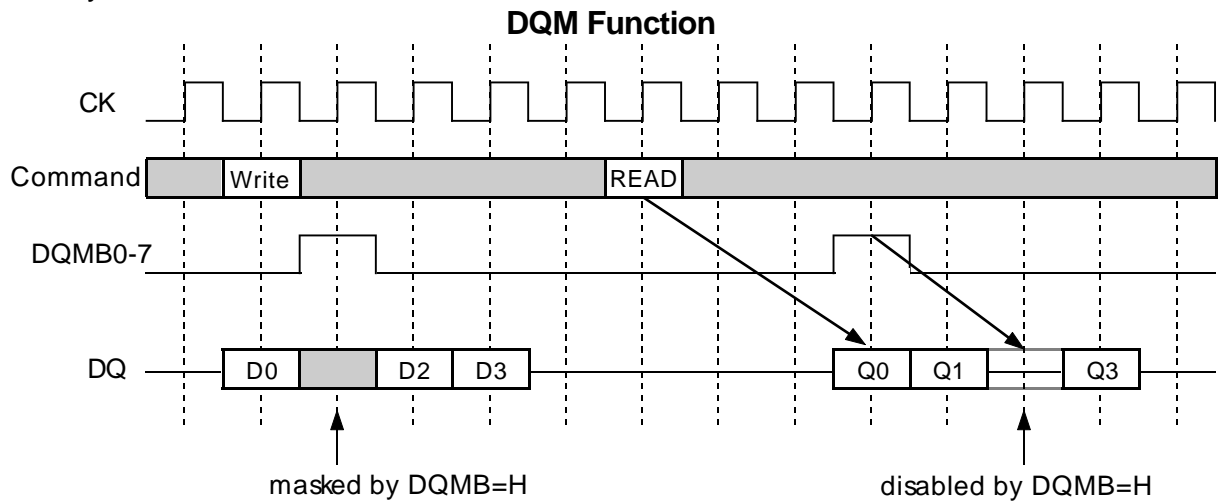 DQM Function
CK
Command Write READ
DQMB0-7
DQ D0 D2 D3 Q0 Q1 Q3
masked by DQMB=H disabled by DQMB=H